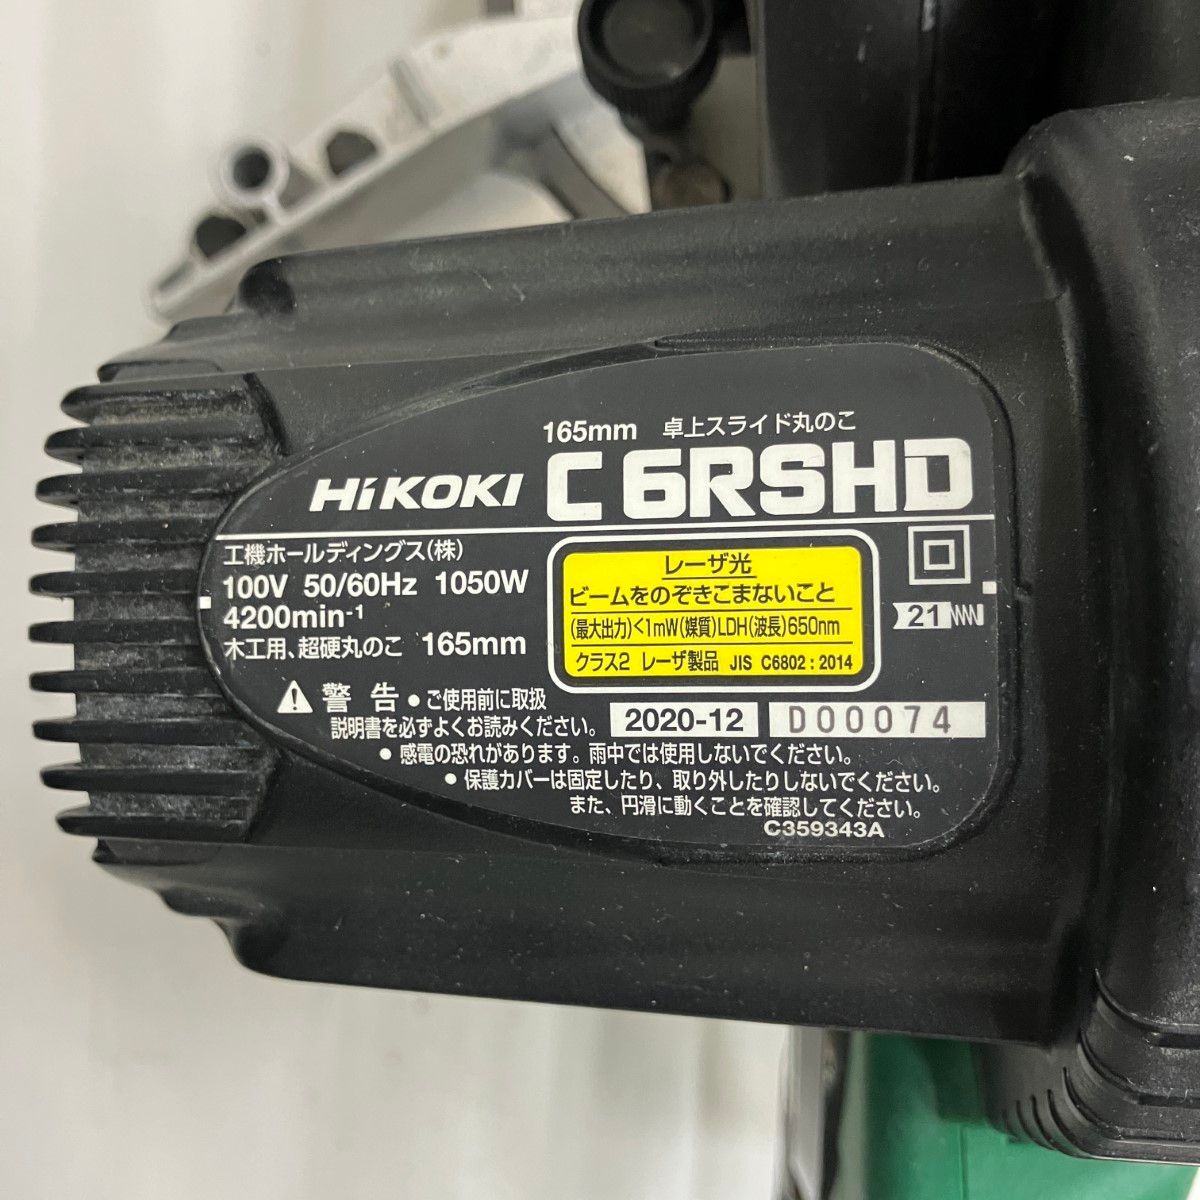 165mm 卓上スライド丸のこ
HiKOKI C 6RSHD
工機ホールディングス(株)
100V 50/60Hz 1050W
4200min-1
木工用、超硬丸のこ 165mm
レーザ光
ビームをのぞきこまないこと
(最大出力)<1mW(媒質)LDH(波長)650nm
クラス2 レーザ製品 JIS C6802:2014
21
警告 ● ご使用前に取扱
説明書を必ずよくお読みください。
2020-12 D00074
● 感電の恐れがあります。雨中では使用しないでください。
● 保護カバーは固定したり、取り外したりしないでください。
また、円滑に動くことを確認してください。
C359343A